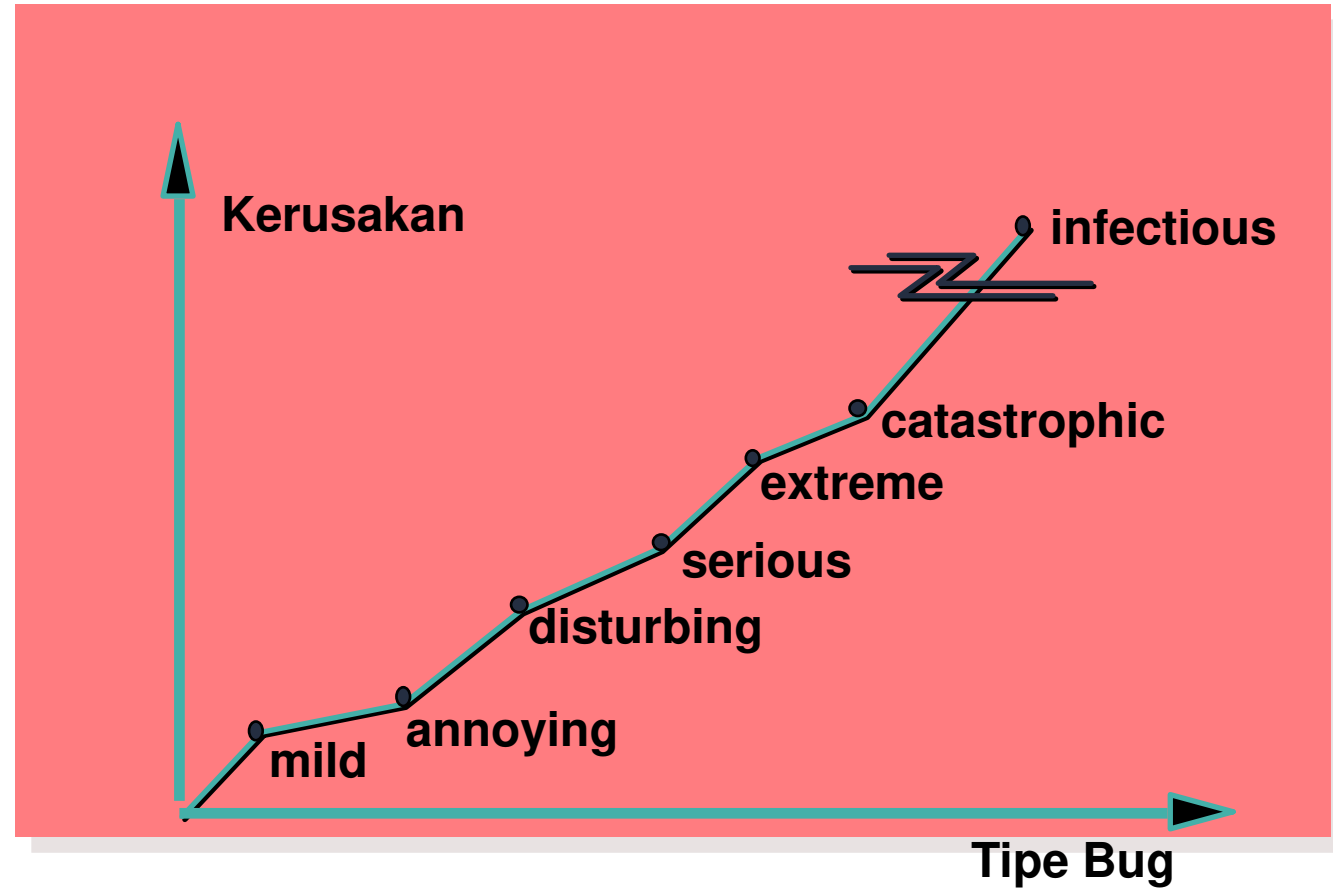 Kerusakan
infectious
catastrophic
extreme
serious
disturbing
annoying
mild
Tipe Bug